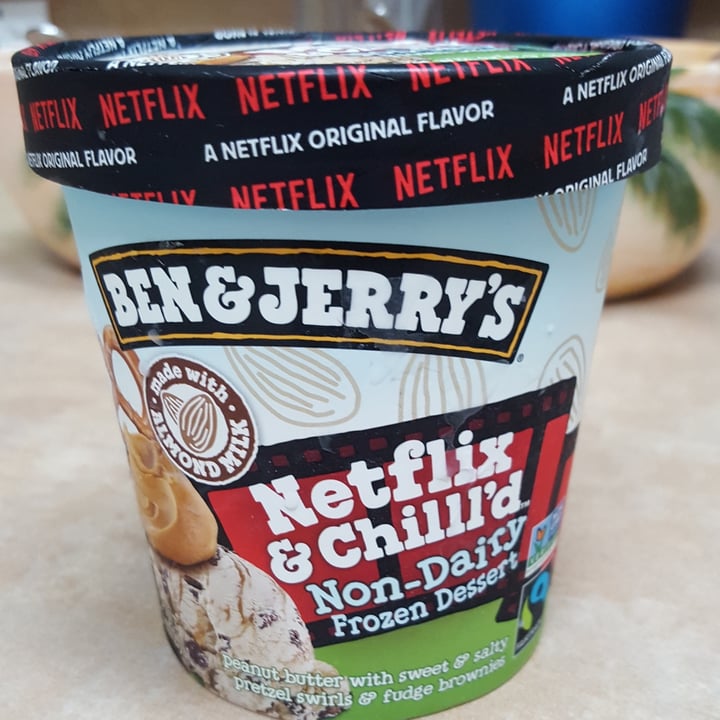 A NETFLIX
NETFLIX NETFLIX NETFLIX NETFLIX
A NETFLIX ORIGINAL
ORIGINAL FLAVOR A NETFLIX ORIGINAL FLAVOR NETFLIX
NETFLIX NETFLIX NETFLIX ORIGINAL FLAVOR
BEN & JERRY'S®
made with
ALMOND MILK
Netflix
& Chilll'd™
Non-Dairy
Frozen Dessert
peanut butter with sweet & salty
pretzel swirls & fudge brownies